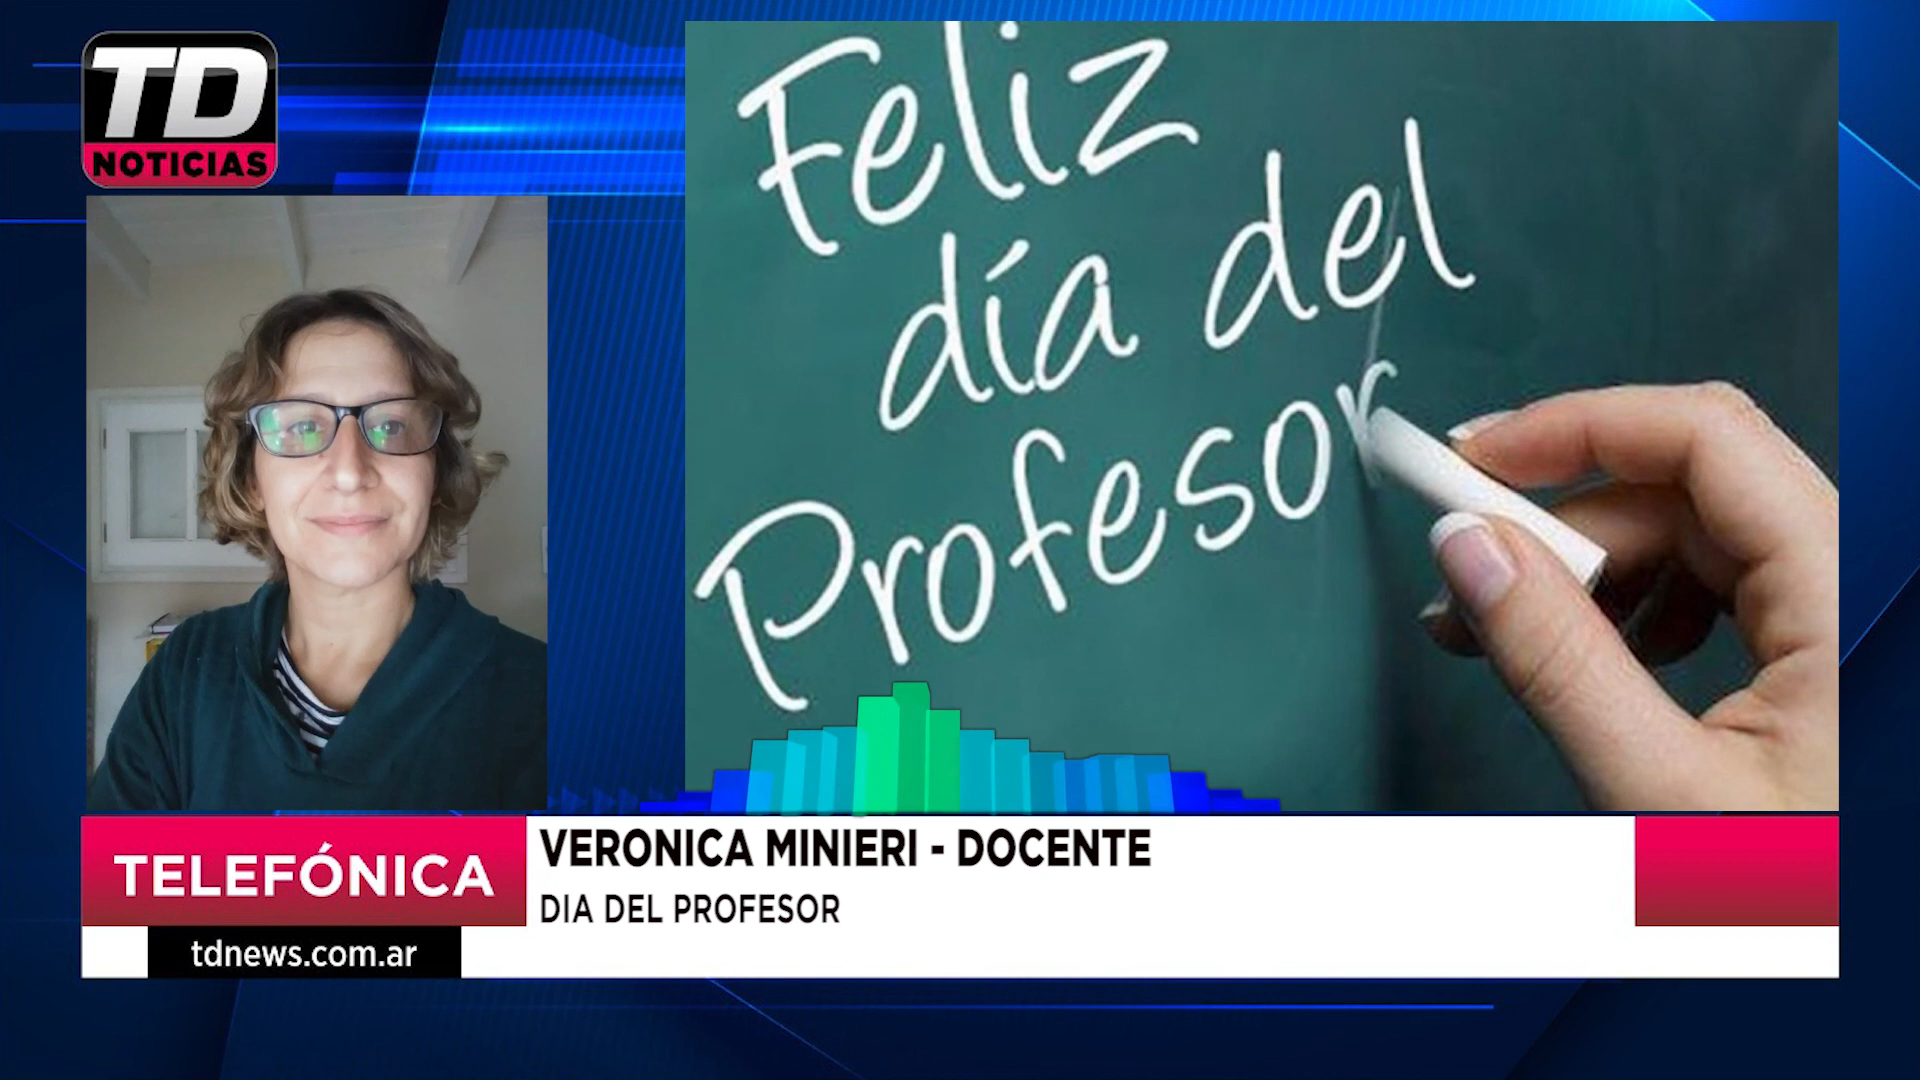 TD
NOTICIAS
Feliz
día del
Profesor
TELEFÓNICA
VERONICA MINIERI - DOCENTE
DIA DEL PROFESOR
tdnews.com.ar